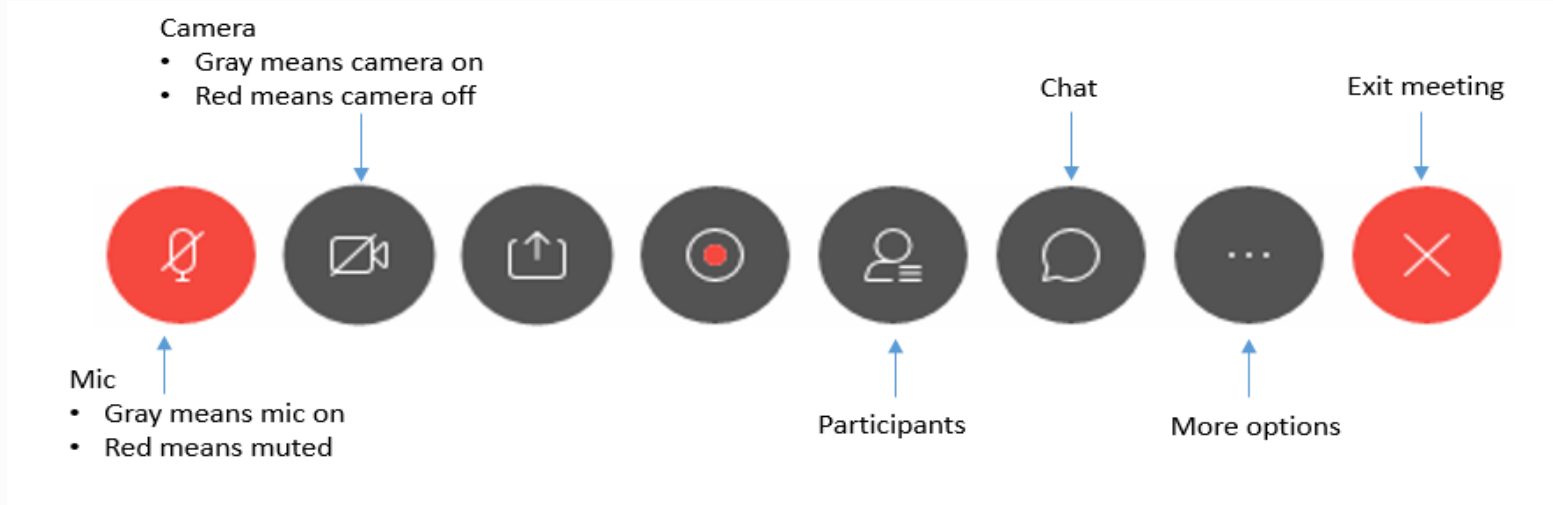 Camera
• Gray means camera on
• Red means camera off
Chat
Exit meeting
Mic
• Gray means mic on
• Red means muted
Participants
More options